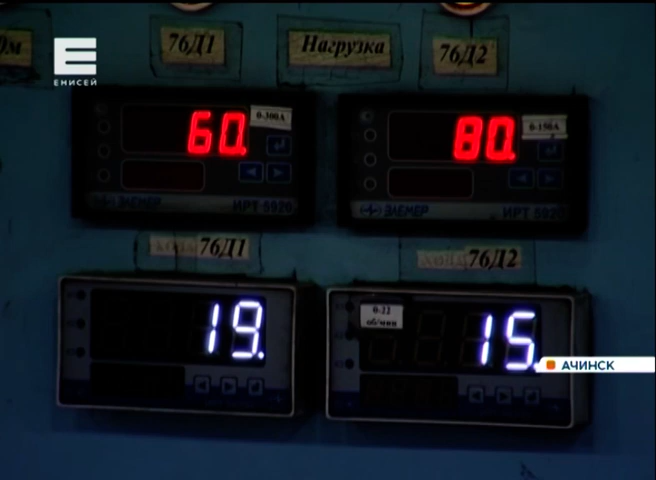 0м
76Д1
Нагрузка
76Д2
ЕНИСЕЙ
60.
0-300А
80.
0-150А
ЭЛЕМЕР
ИРТ 5920
ЭЛЕМЕР
ИРТ 5920
76Д1
76Д2
19.
0-22
об/мин
15.
АЧИНСК